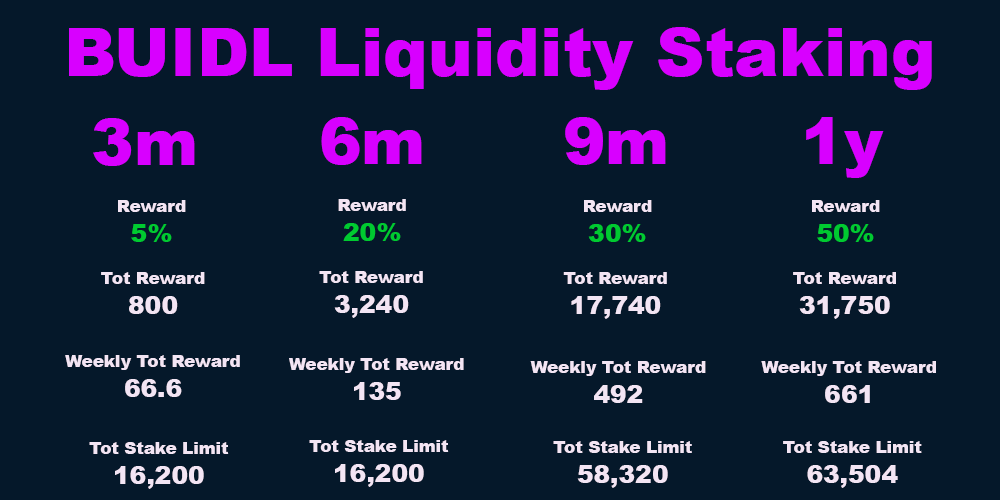 BUIDL Liquidity Staking
3m 6m 9m 1y
Reward Reward Reward Reward
5% 20% 30% 50%
Tot Reward Tot Reward Tot Reward Tot Reward
800 3,240 17,740 31,750
Weekly Tot Reward Weekly Tot Reward Weekly Tot Reward Weekly Tot Reward
66.6 135 492 661
Tot Stake Limit Tot Stake Limit Tot Stake Limit Tot Stake Limit
16,200 16,200 58,320 63,504